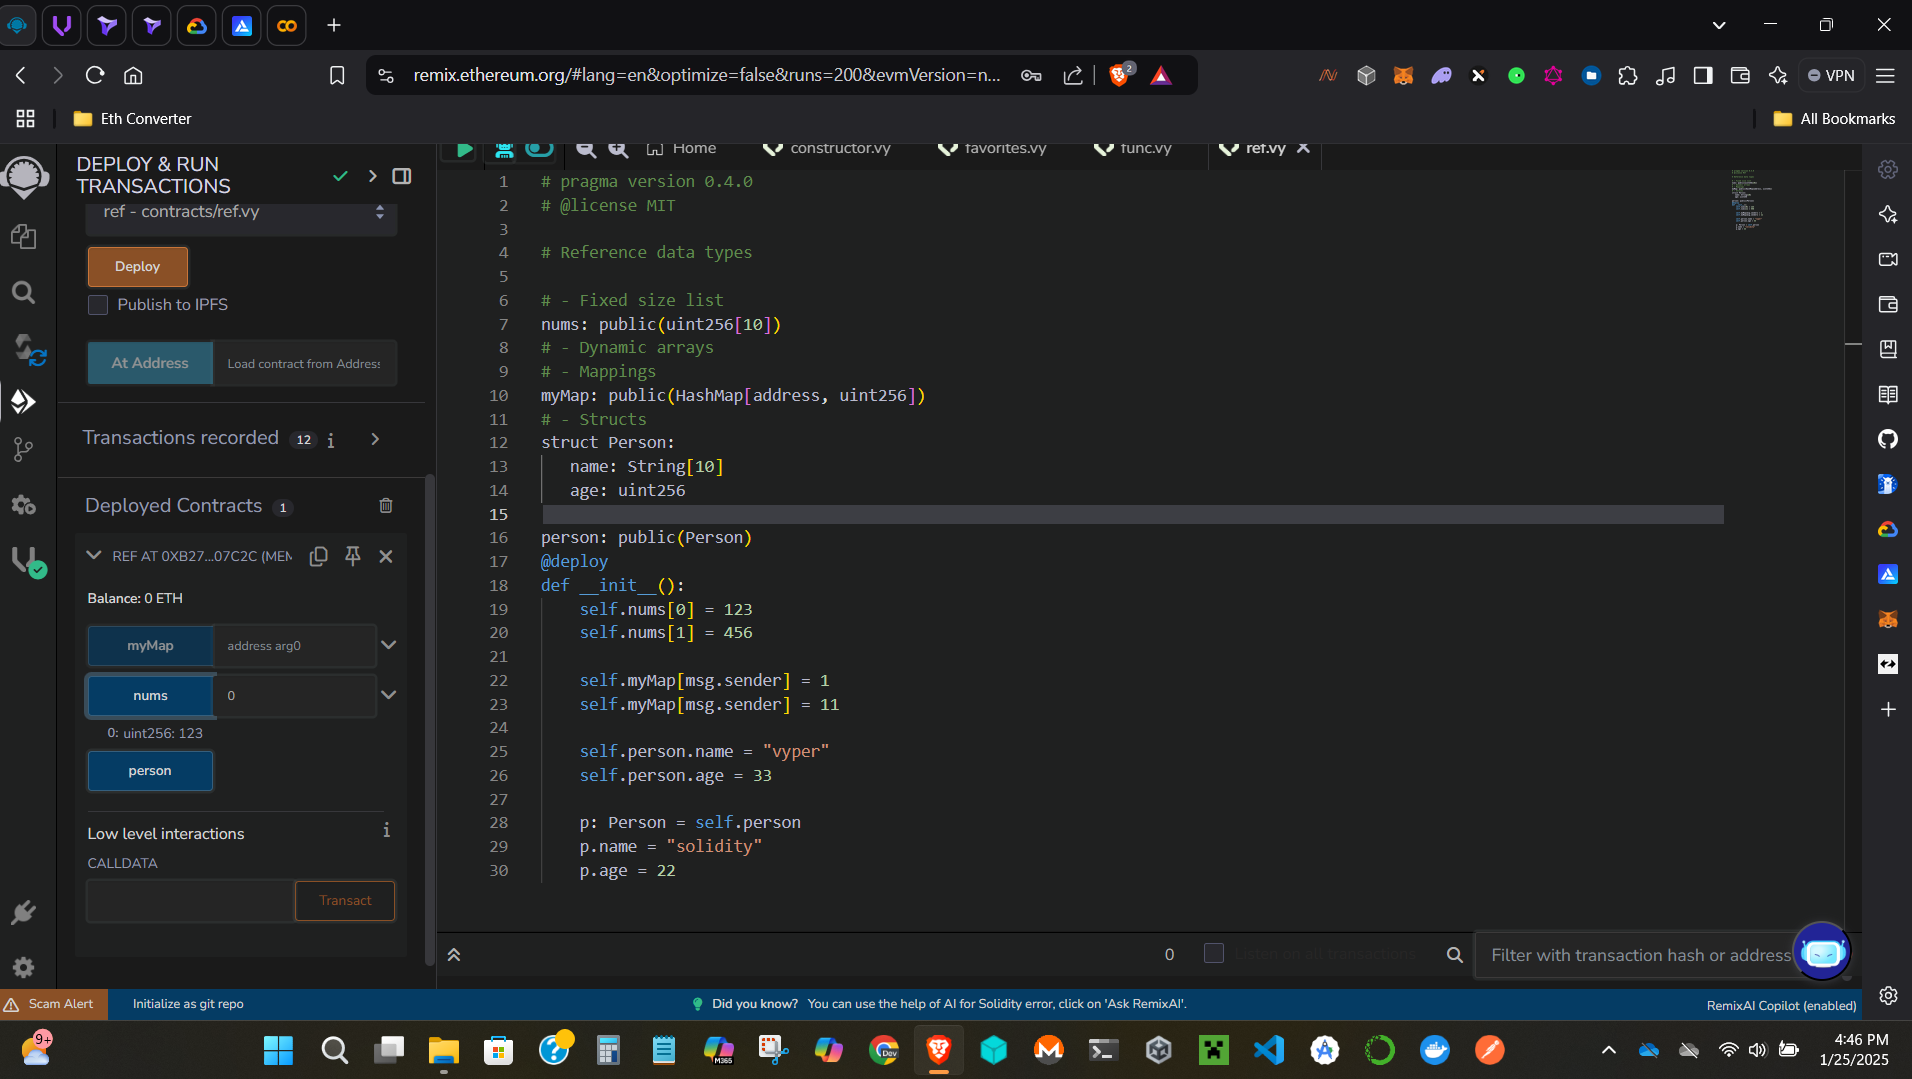 remix.ethereum.org/#lang=en&optimize=false&runs=200&evmVersion=n...
2
VPN
Eth Converter
All Bookmarks
DEPLOY & RUN
TRANSACTIONS
ref - contracts/ref.vy
Deploy
Publish to IPFS
At Address
Load contract from Address
Transactions recorded 12 i
Deployed Contracts 1
REF AT 0XB27...07C2C (MEM
Balance: 0 ETH
myMap
address arg0
nums
0
0: uint256: 123
person
Low level interactions
i
CALLDATA
Transact
Home
constructor.vy
favorites.vy
func.vy
ref.vy
1 # pragma version 0.4.0
2 # @license MIT
3
4 # Reference data types
5
6 # - Fixed size list
7 nums: public(uint256[10])
8 # - Dynamic arrays
9 # - Mappings
10 myMap: public(HashMap[address, uint256])
11 # - Structs
12 struct Person:
13 name: String[10]
14 age: uint256
15
16 person: public(Person)
17 @deploy
18 def __init__():
19 self.nums[0] = 123
20 self.nums[1] = 456
21
22 self.myMap[msg.sender] = 1
23 self.myMap[msg.sender] = 11
24
25 self.person.name = "vyper"
26 self.person.age = 33
27
28 p: Person = self.person
29 p.name = "solidity"
30 p.age = 22
0
Filter with transaction hash or address
Scam Alert
Initialize as git repo
Did you know? You can use the help of AI for Solidity error, click on 'Ask RemixAI'.
RemixAI Copilot (enabled)
9+
M365
Dev
4:46 PM
1/25/2025